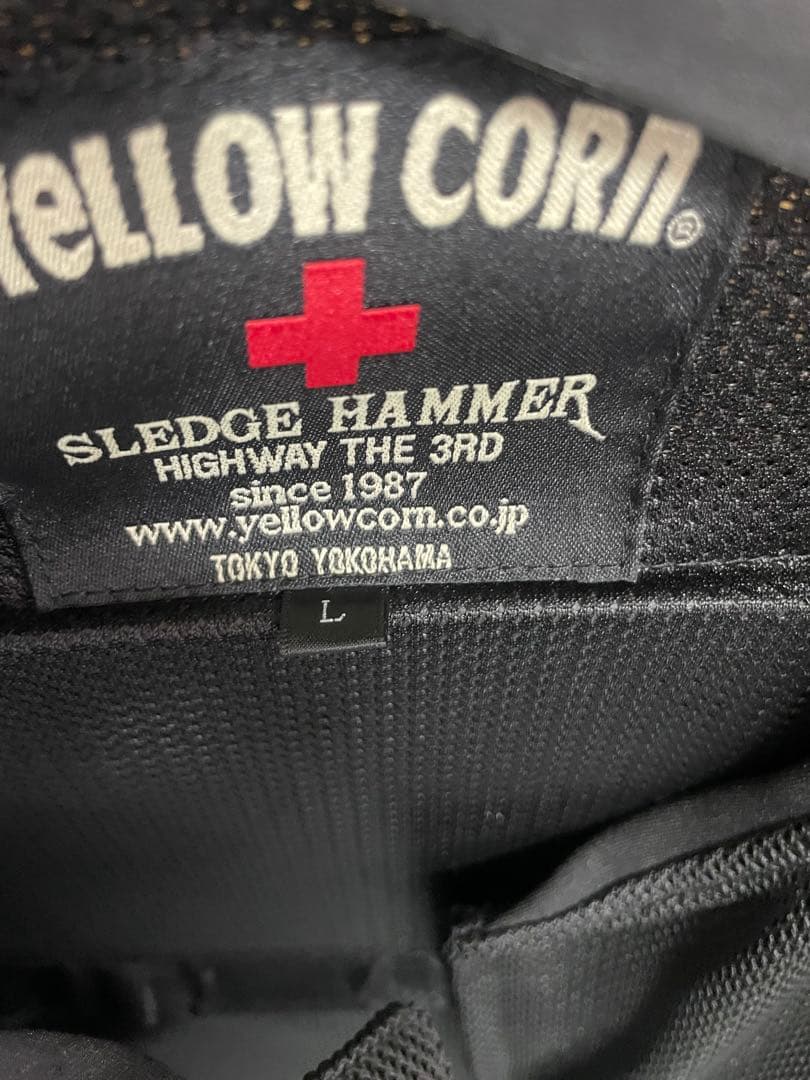 YeLLOW CORn®
SLEDGE HAMMER
HIGHWAY THE 3RD
since 1987
www.yellowcorn.co.jp
TOKYO YOKOHAMA
L